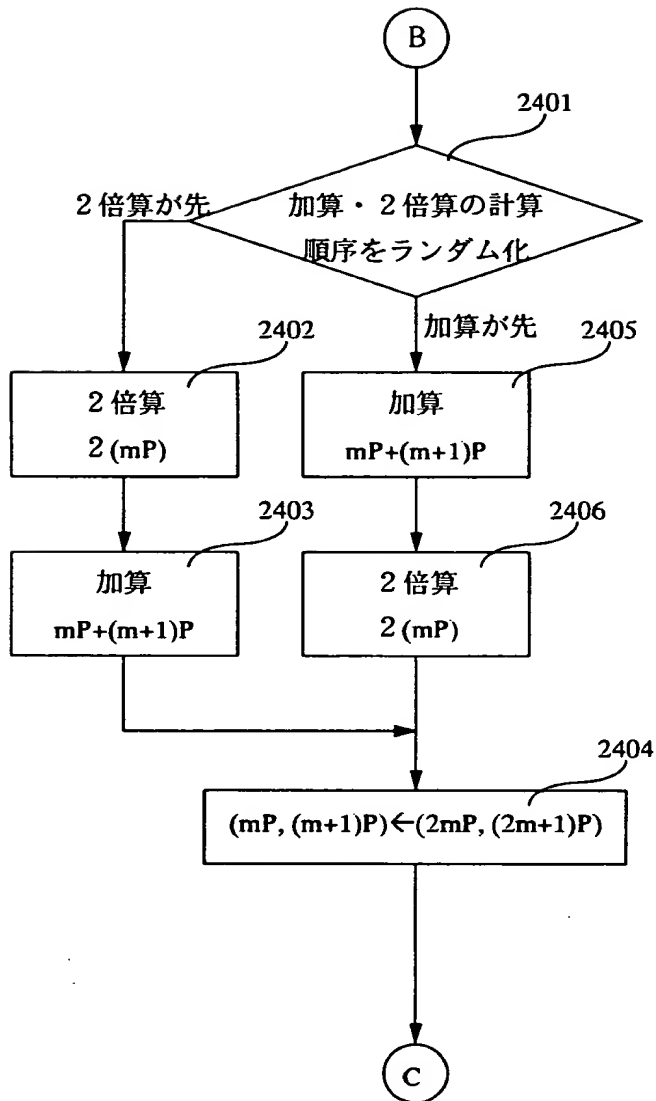 B
2401
2倍算が先
加算・2倍算の計算
順序をランダム化
加算が先
2402
2倍算
2(mP)
2405
加算
mP+(m+1)P
2403
加算
mP+(m+1)P
2406
2倍算
2(mP)
2404
(mP, (m+1)P)←(2mP, (2m+1)P)
C